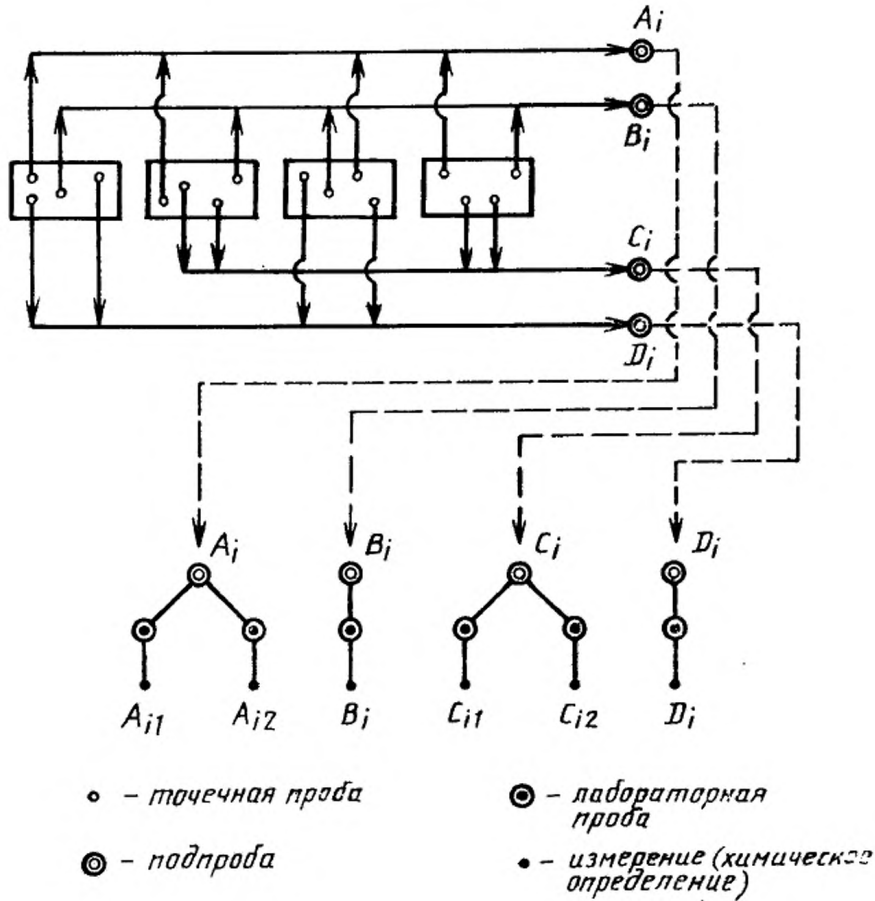 Ai
Bi
Ci
Di
Ai Bi Ci Di
Ai1 Ai2 Bi Ci1 Ci2 Di
– точечная проба
– подпроба
– лабораторная
проба
– измерение (химическое
определение)